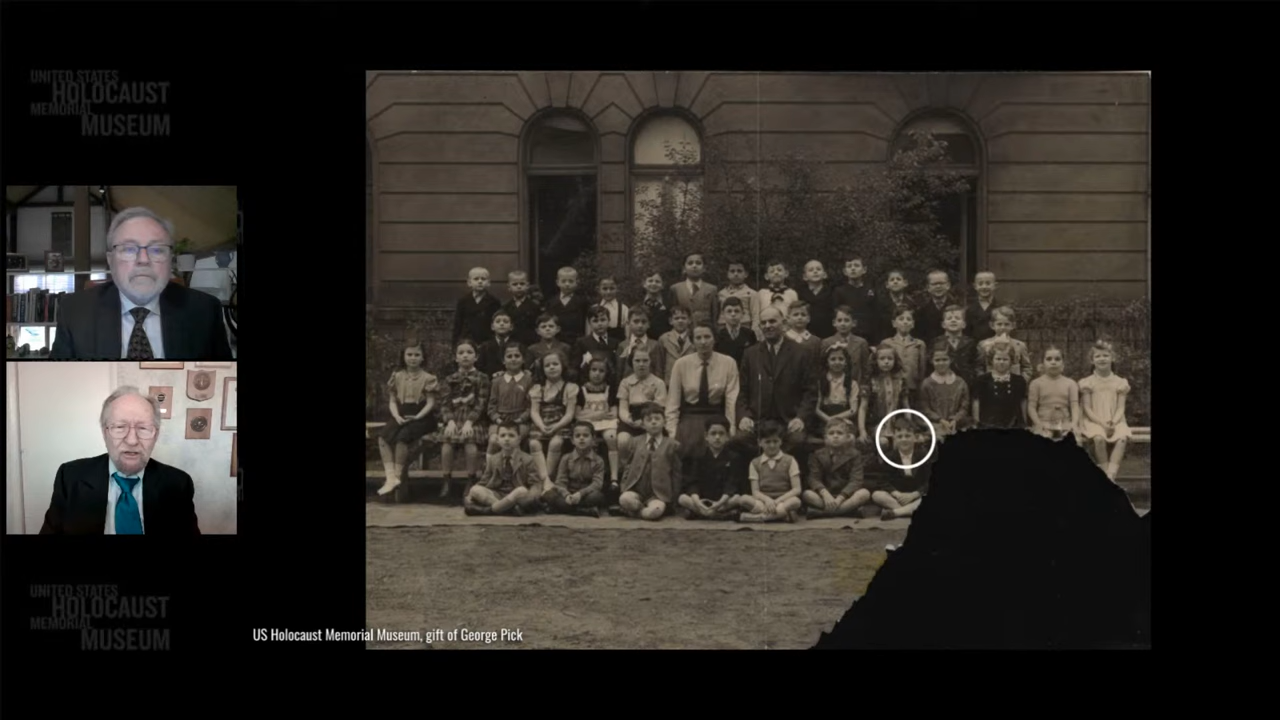 UNITED STATES
HOLOCAUST
MEMORIAL
MUSEUM
UNITED STATES
HOLOCAUST
MEMORIAL
MUSEUM
US Holocaust Memorial Museum, gift of George Pick